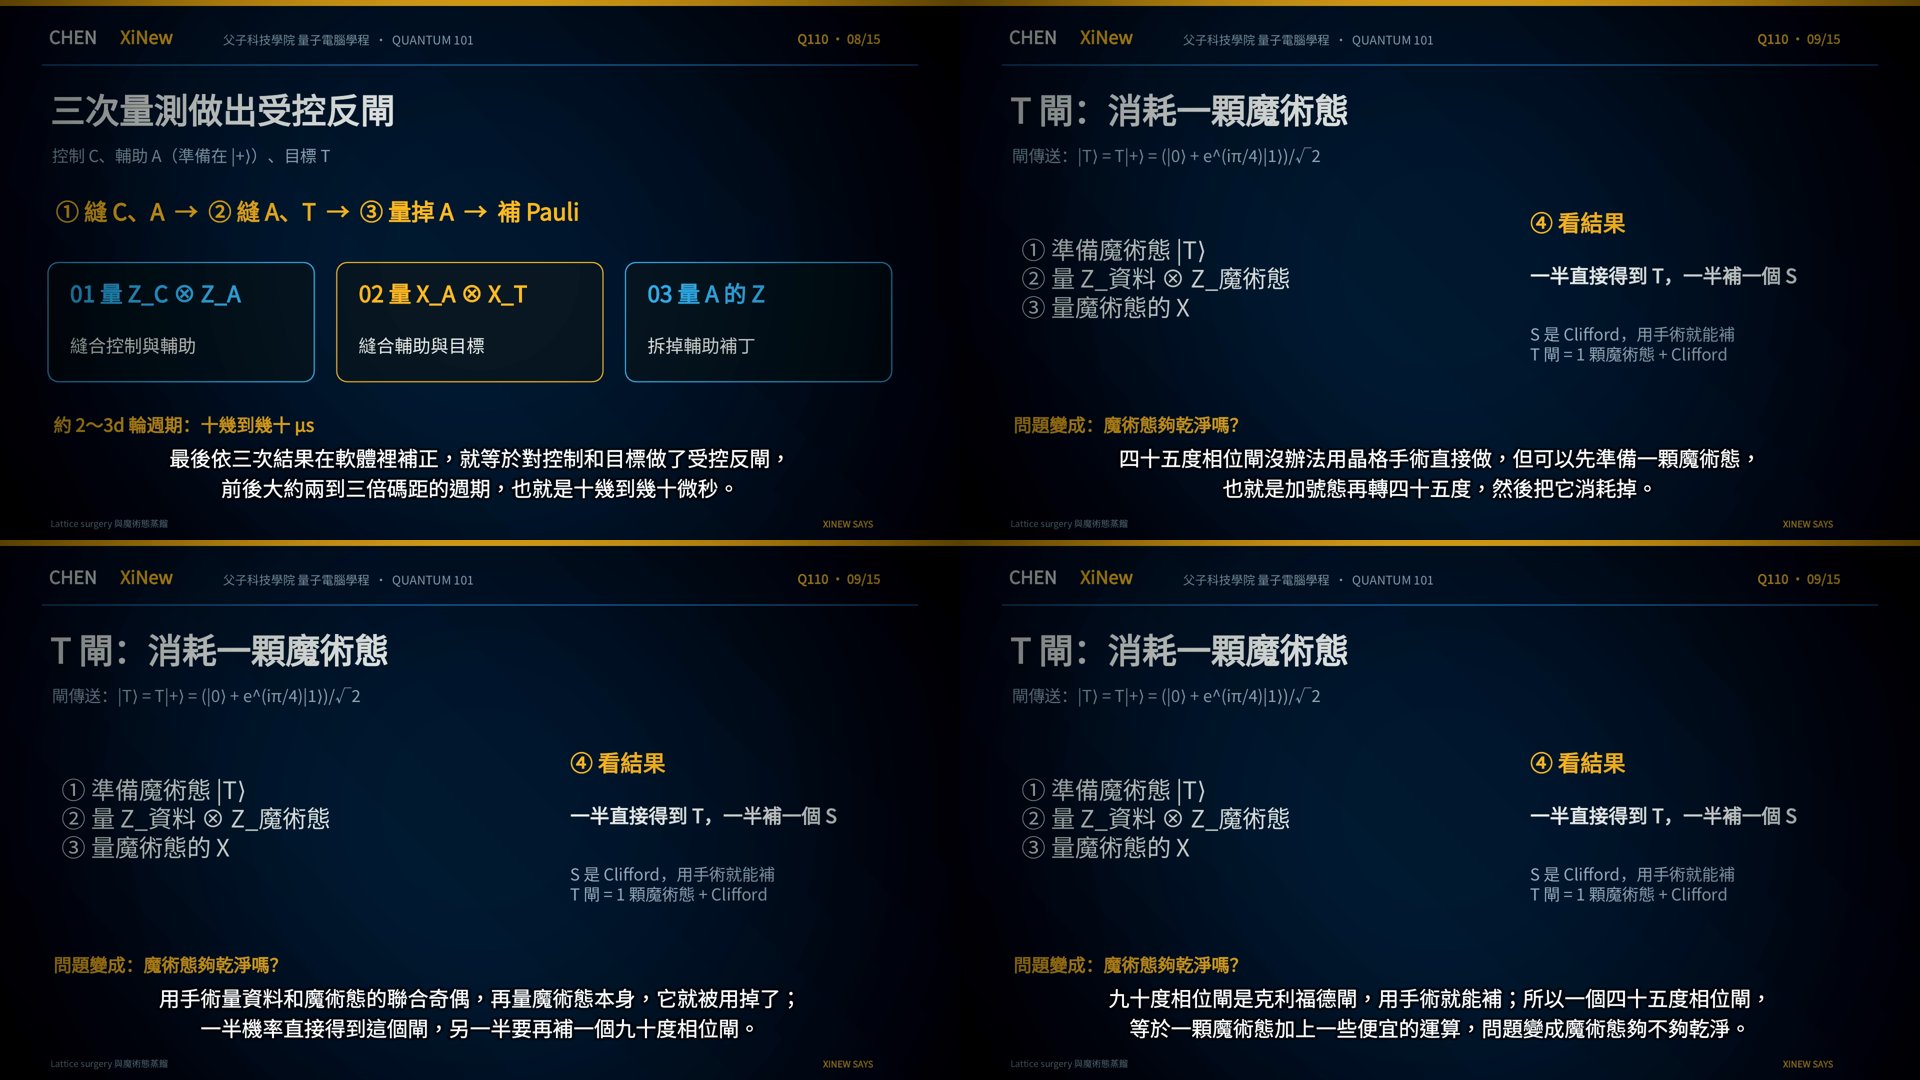 CHEN XiNew 父子科技學院 量子電腦學程 · QUANTUM 101 Q110 · 08/15
三次量測做出受控反閘
控制 C、輔助 A（準備在 |+⟩）、目標 T
① 縫 C、A → ② 縫 A、T → ③ 量掉 A → 補 Pauli
01 量 Z_C ⊗ Z_A
縫合控制與輔助
02 量 X_A ⊗ X_T
縫合輔助與目標
03 量 A 的 Z
拆掉輔助補丁
約 2～3d 輪週期：十幾到幾十 μs
最後依三次結果在軟體裡補正，就等於對控制和目標做了受控反閘，
前後大約兩到三倍碼距的週期，也就是十幾到幾十微秒。
Lattice surgery 與魔術態蒸餾 XINEW SAYS
CHEN XiNew 父子科技學院 量子電腦學程 · QUANTUM 101 Q110 · 09/15
T 閘：消耗一顆魔術態
閘傳送：|T⟩ = T|+⟩ = (|0⟩ + e^(iπ/4)|1⟩)/√2
① 準備魔術態 |T⟩
② 量 Z_資料 ⊗ Z_魔術態
③ 量魔術態的 X
④ 看結果
一半直接得到 T，一半補一個 S
S 是 Clifford，用手術就能補
T 閘 = 1 顆魔術態 + Clifford
問題變成：魔術態夠乾淨嗎？
四十五度相位閘沒辦法用晶格手術直接做，但可以先準備一顆魔術態，
也就是加號態再轉四十五度，然後把它消耗掉。
Lattice surgery 與魔術態蒸餾 XINEW SAYS
CHEN XiNew 父子科技學院 量子電腦學程 · QUANTUM 101 Q110 · 09/15
T 閘：消耗一顆魔術態
閘傳送：|T⟩ = T|+⟩ = (|0⟩ + e^(iπ/4)|1⟩)/√2
① 準備魔術態 |T⟩
② 量 Z_資料 ⊗ Z_魔術態
③ 量魔術態的 X
④ 看結果
一半直接得到 T，一半補一個 S
S 是 Clifford，用手術就能補
T 閘 = 1 顆魔術態 + Clifford
問題變成：魔術態夠乾淨嗎？
用手術量資料和魔術態的聯合奇偶，再量魔術態本身，它就被用掉了；
一半機率直接得到這個閘，另一半要再補一個九十度相位閘。
Lattice surgery 與魔術態蒸餾 XINEW SAYS
CHEN XiNew 父子科技學院 量子電腦學程 · QUANTUM 101 Q110 · 09/15
T 閘：消耗一顆魔術態
閘傳送：|T⟩ = T|+⟩ = (|0⟩ + e^(iπ/4)|1⟩)/√2
① 準備魔術態 |T⟩
② 量 Z_資料 ⊗ Z_魔術態
③ 量魔術態的 X
④ 看結果
一半直接得到 T，一半補一個 S
S 是 Clifford，用手術就能補
T 閘 = 1 顆魔術態 + Clifford
問題變成：魔術態夠乾淨嗎？
九十度相位閘是克利福德閘，用手術就能補；所以一個四十五度相位閘，
等於一顆魔術態加上一些便宜的運算，問題變成魔術態夠不夠乾淨。
Lattice surgery 與魔術態蒸餾 XINEW SAYS